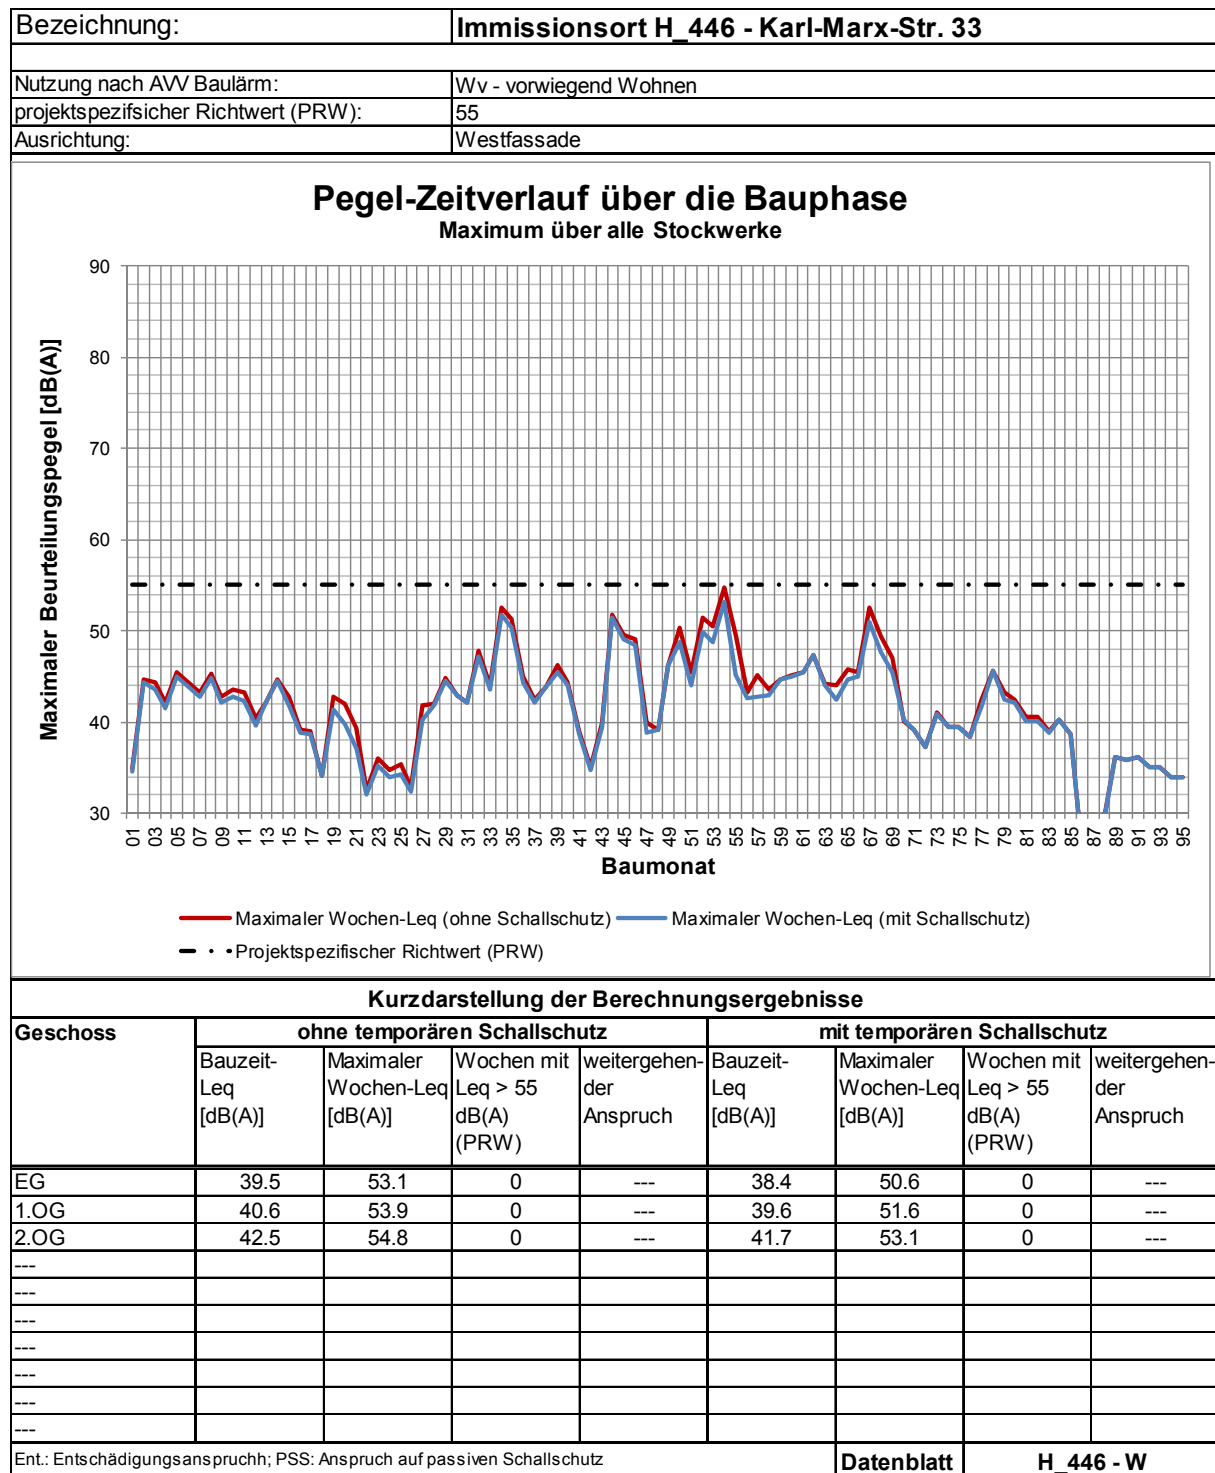 Bezeichnung: Immissionsort H_446 - Karl-Marx-Str. 33
Nutzung nach AVV Baulärm: Wv - vorwiegend Wohnen
projektspezifsicher Richtwert (PRW): 55
Ausrichtung: Westfassade
Pegel-Zeitverlauf über die Bauphase
Maximum über alle Stockwerke
Maximaler Beurteilungspegel [dB(A)]
90
80
70
60
50
40
30
01 03 05 07 09 11 13 15 17 19 21 23 25 27 29 31 33 35 37 39 41 43 45 47 49 51 53 55 57 59 61 63 65 67 69 71 73 75 77 79 81 83 85 87 89 91 93 95
Baumonat
Maximaler Wochen-Leq (ohne Schallschutz) Maximaler Wochen-Leq (mit Schallschutz)
Projektspezifischer Richtwert (PRW)
Kurzdarstellung der Berechnungsergebnisse
Geschoss ohne temporären Schallschutz mit temporären Schallschutz
Bauzeit- Maximaler Wochen mit weitergehen- Bauzeit- Maximaler Wochen mit weitergehen-
Leq Wochen-Leq Leq > 55 der Leq Wochen-Leq Leq > 55 der
[dB(A)] [dB(A)] dB(A) Anspruch [dB(A)] [dB(A)] dB(A) Anspruch
(PRW) (PRW)
EG 39.5 53.1 0 --- 38.4 50.6 0 ---
1.OG 40.6 53.9 0 --- 39.6 51.6 0 ---
2.OG 42.5 54.8 0 --- 41.7 53.1 0 ---
---
---
---
---
---
---
---
Ent.: Entschädigungsanspruchh; PSS: Anspruch auf passiven Schallschutz Datenblatt H_446 - W